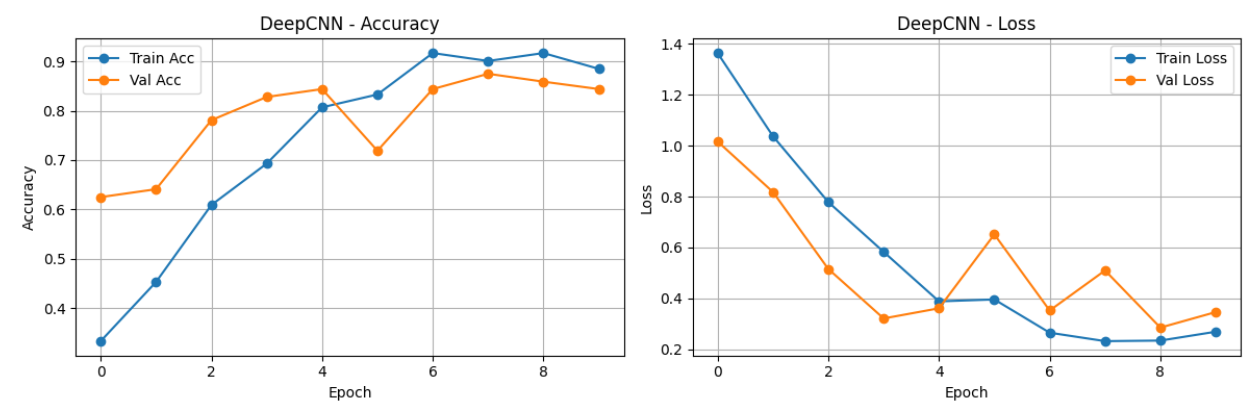 DeepCNN - Accuracy
Train Acc
Val Acc
0.9
0.8
0.7
0.6
0.5
0.4
Accuracy
0 2 4 6 8
Epoch
DeepCNN - Loss
Train Loss
Val Loss
1.4
1.2
1.0
0.8
0.6
0.4
0.2
Loss
0 2 4 6 8
Epoch